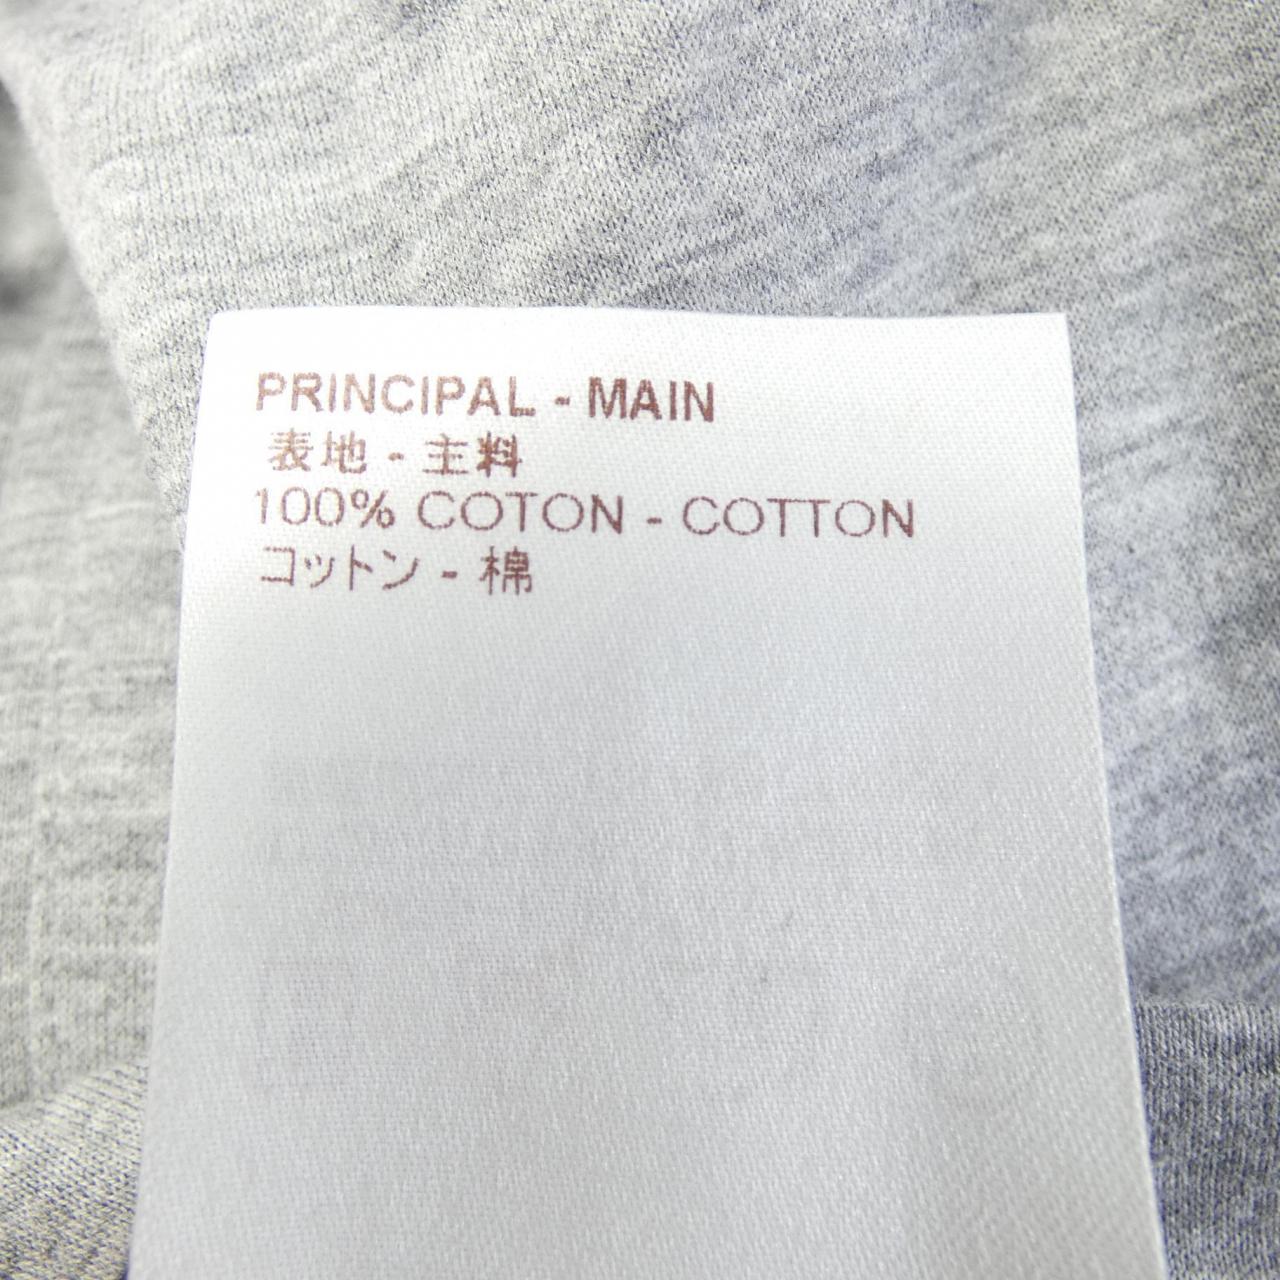 PRINCIPAL - MAIN
表地 - 主料
100% COTON - COTTON
コットン - 棉